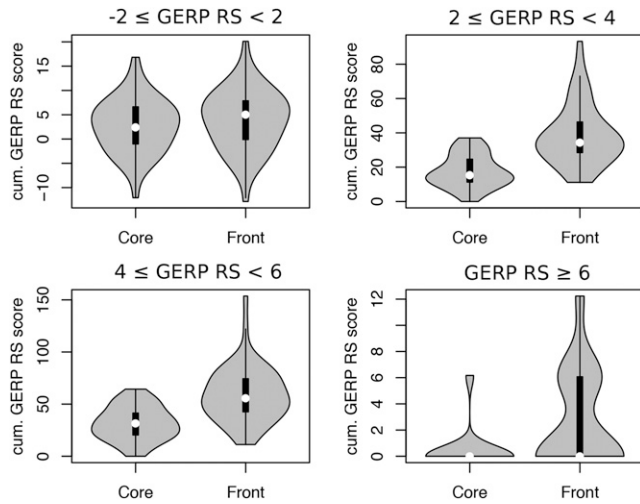 -2 ≤ GERP RS < 2
2 ≤ GERP RS < 4
cum. GERP RS score
-10
0
5
15
Core
Front
cum. GERP RS score
0
20
40
60
80
Core
Front
4 ≤ GERP RS < 6
GERP RS ≥ 6
cum. GERP RS score
0
50
100
150
Core
Front
cum. GERP RS score
0
2
4
6
8
12
Core
Front